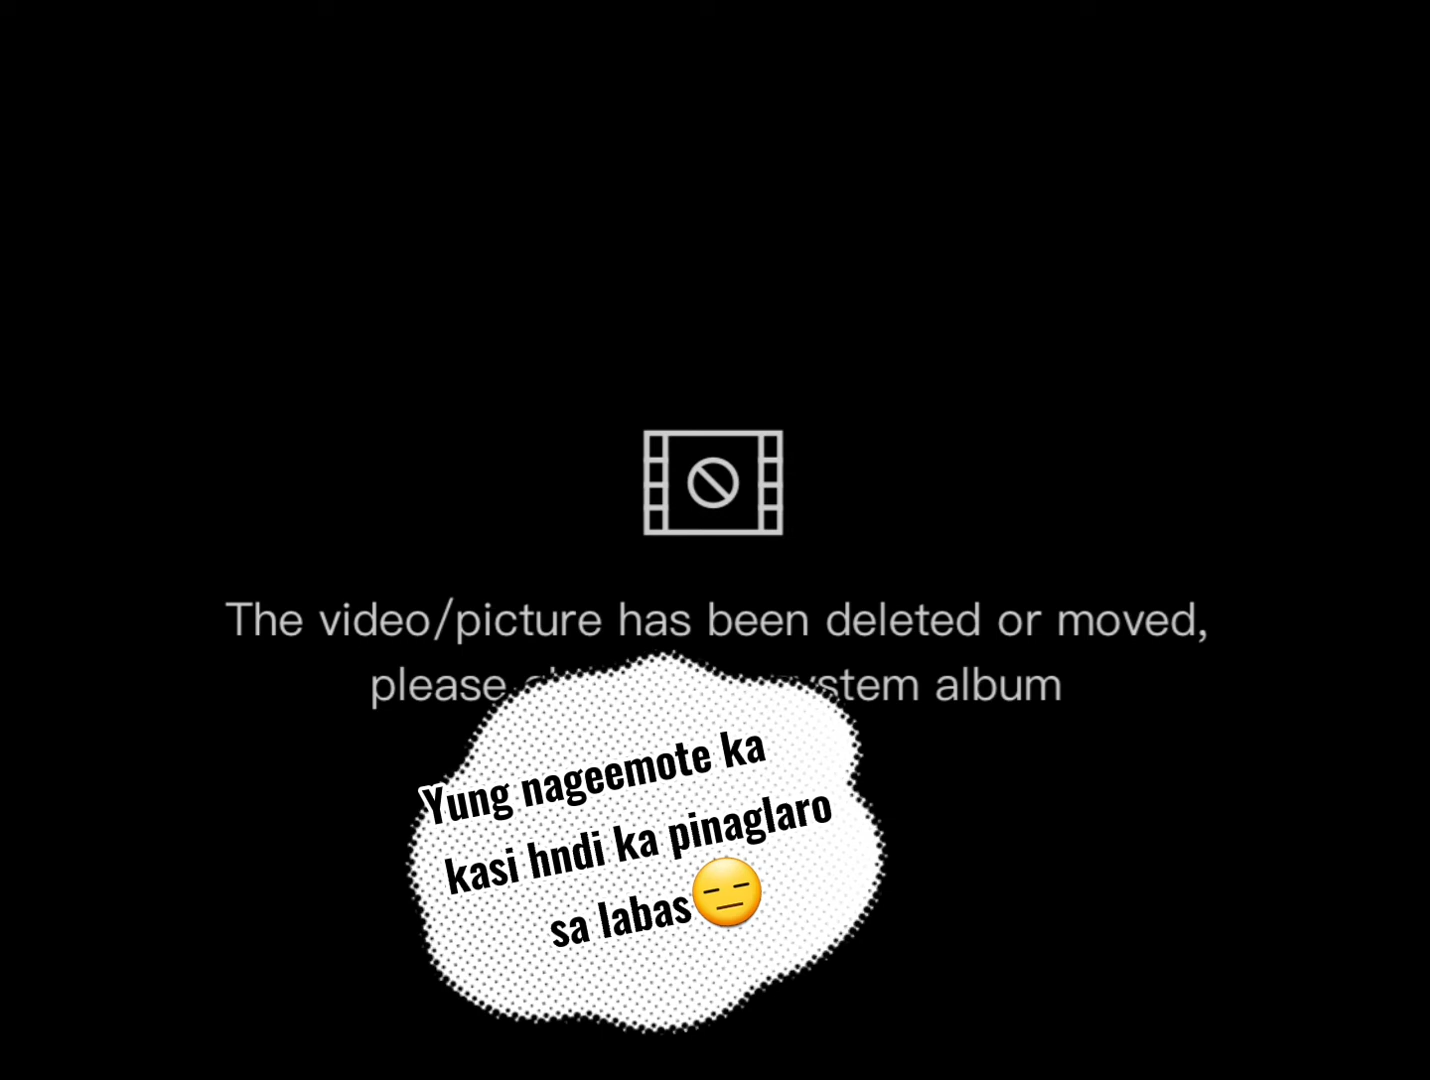 The video/picture has been deleted or moved,
please system album
Yung nageemote ka
kasi hndi ka pinaglaro
sa labas😑